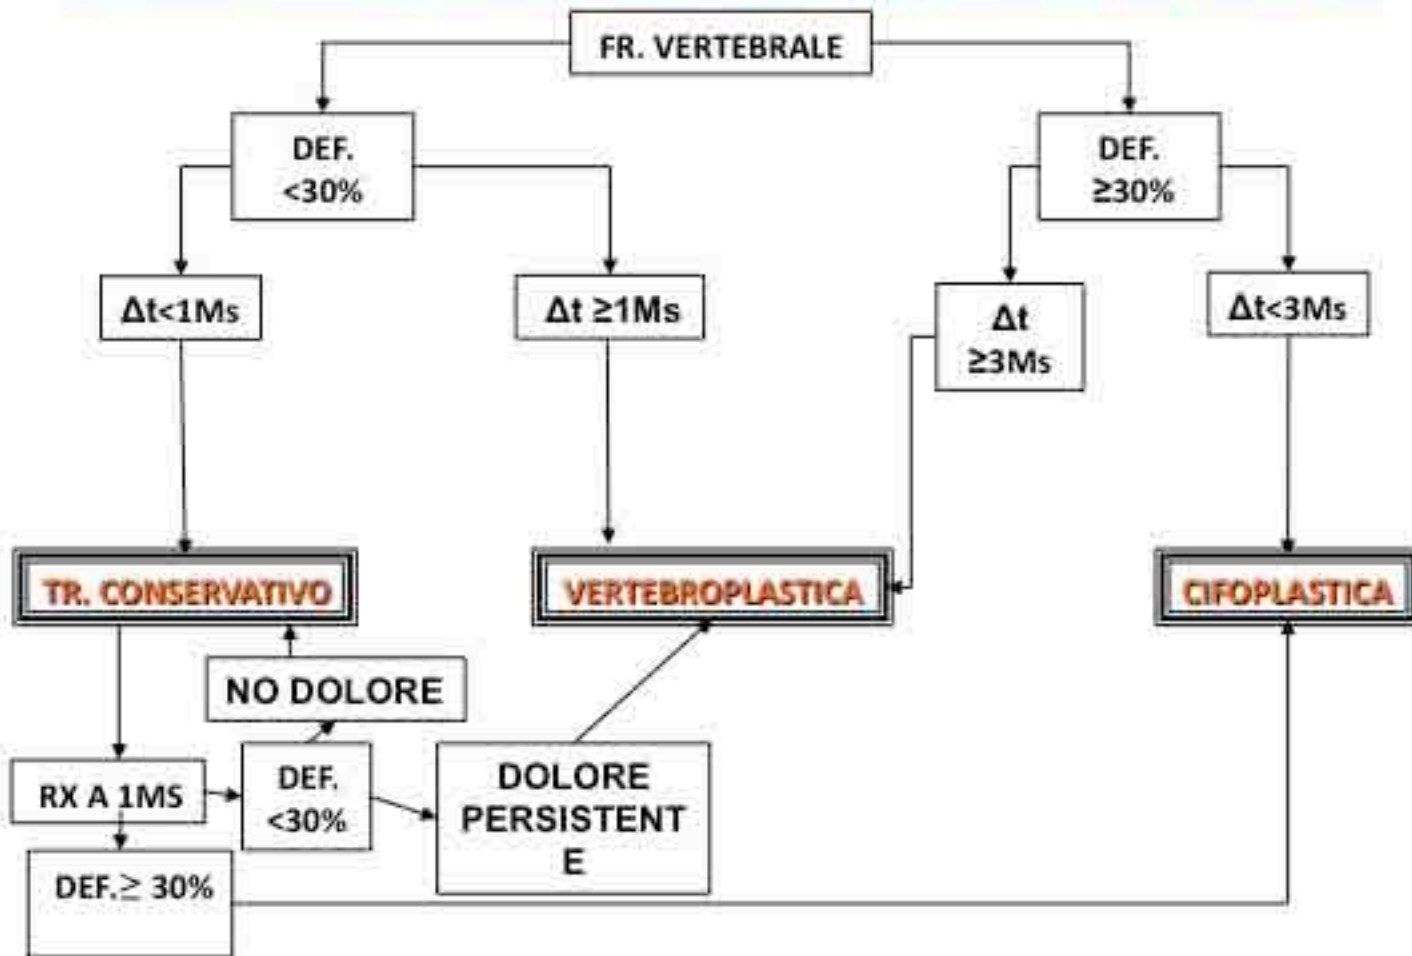 FR. VERTEBRALE
DEF.
<30%
DEF.
≥30%
Δt<1Ms
Δt ≥1Ms
Δt
≥3Ms
Δt<3Ms
TR. CONSERVATIVO
VERTEBROPLASTICA
CIFOPLASTICA
NO DOLORE
RX A 1MS
DEF.
<30%
DOLORE
PERSISTENT
E
DEF.≥ 30%